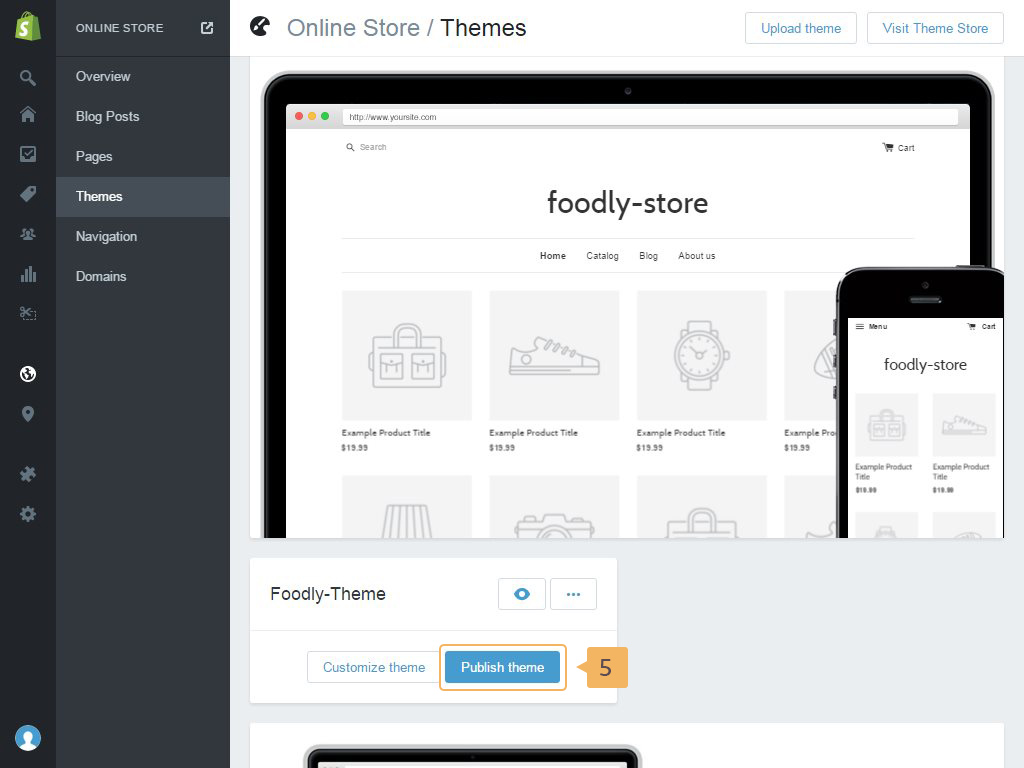 ONLINE STORE
Online Store / Themes
Upload theme
Visit Theme Store
Overview
Blog Posts
Pages
Themes
Navigation
Domains
http://www.yoursite.com
Search
Cart
foodly-store
Home Catalog Blog About us
Example Product Title
$19.99
Example Product Title
$19.99
Example Product Title
$19.99
Example Pro
$19.99
Menu
Cart
foodly-store
Example Product
Title
$19.99
Example Product
Title
$19.99
Foodly-Theme
Customize theme
Publish theme
5